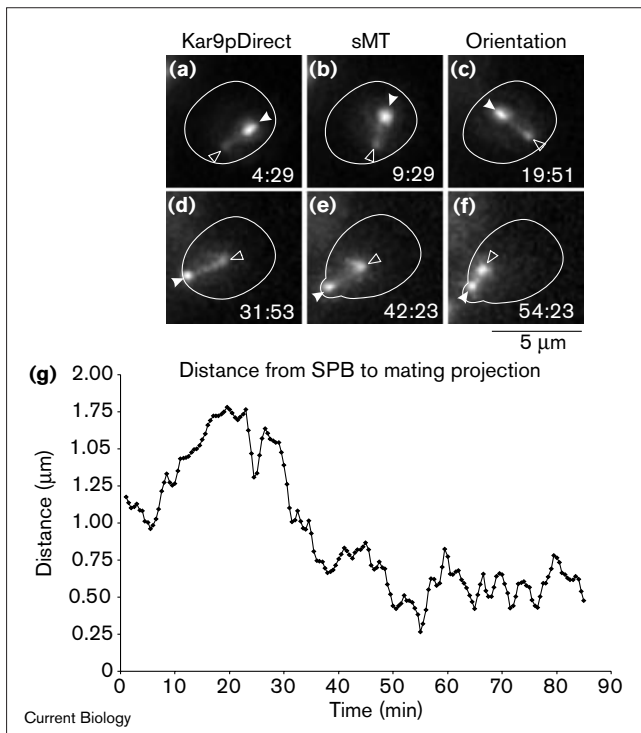 Kar9pDirect sMT Orientation
(a) (b) (c)
4:29 9:29 19:51
(d) (e) (f)
31:53 42:23 54:23
5 μm
(g) Distance from SPB to mating projection
2.00
1.75
1.05
1.25
1.00
0.75
0.50
0.25
0
Distance (μm)
0 10 20 30 40 50 60 70 80 90
Time (min)
Current Biology